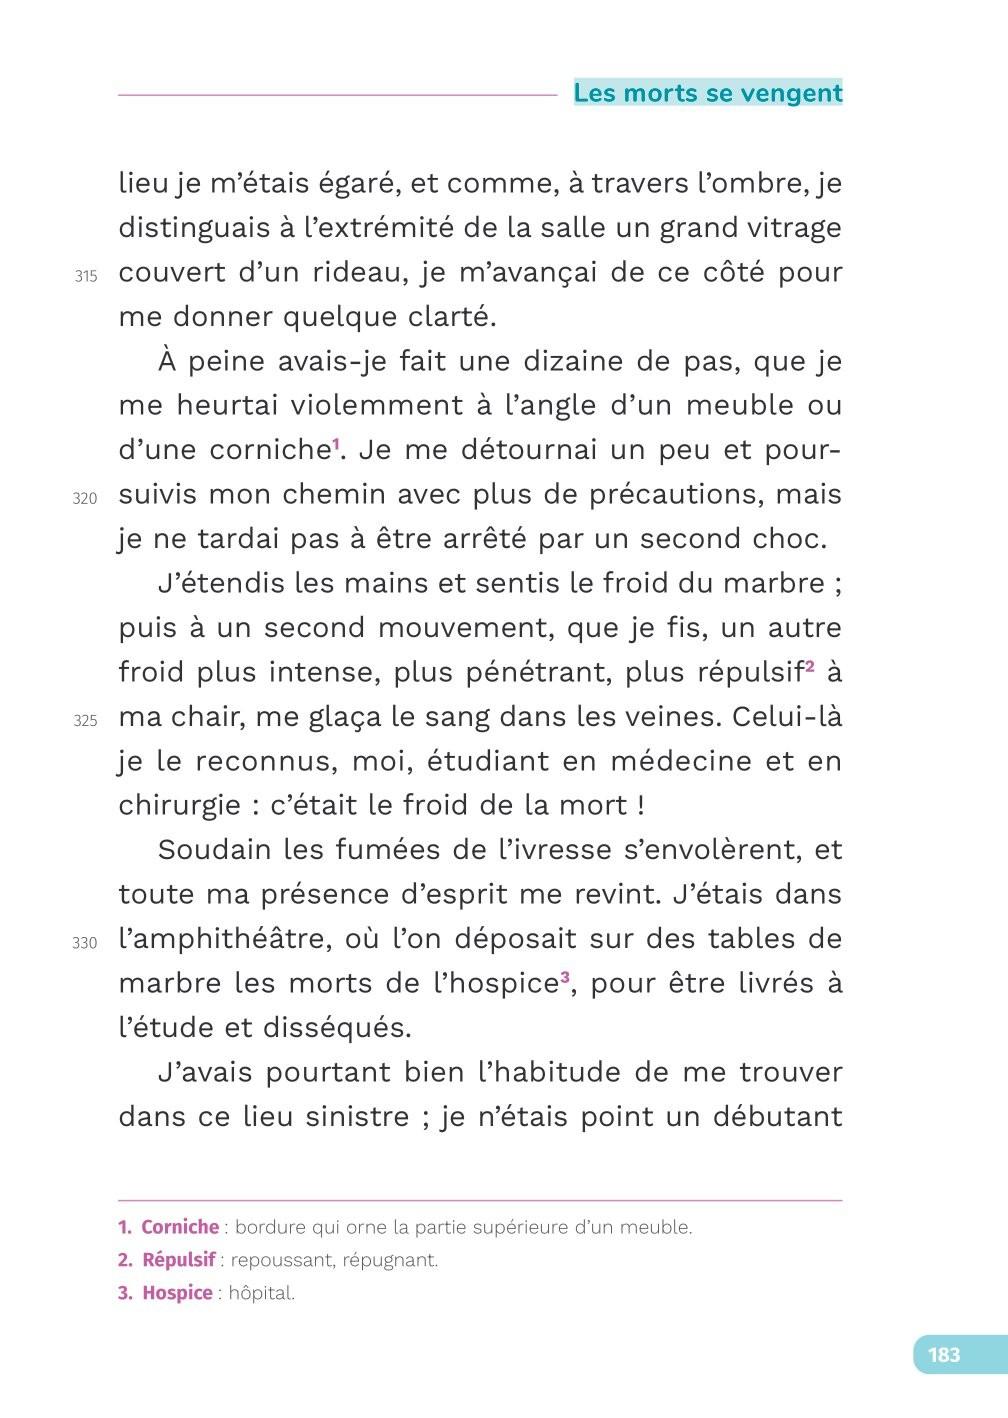 Les morts se vengent
lieu je m’étais égaré, et comme, à travers l’ombre, je
distinguais à l’extrémité de la salle un grand vitrage
315 couvert d’un rideau, je m’avançai de ce côté pour
me donner quelque clarté.
À peine avais-je fait une dizaine de pas, que je
me heurtai violemment à l’angle d’un meuble ou
d’une corniche¹. Je me détournai un peu et pour-
320 suivis mon chemin avec plus de précautions, mais
je ne tardai pas à être arrêté par un second choc.
J’étendis les mains et sentis le froid du marbre ;
puis à un second mouvement, que je fis, un autre
froid plus intense, plus pénétrant, plus répulsif² à
325 ma chair, me glaça le sang dans les veines. Celui-là
je le reconnus, moi, étudiant en médecine et en
chirurgie : c’était le froid de la mort !
Soudain les fumées de l’ivresse s’envolèrent, et
toute ma présence d’esprit me revint. J’étais dans
330 l’amphithéâtre, où l’on déposait sur des tables de
marbre les morts de l’hospice³, pour être livrés à
l’étude et disséqués.
J’avais pourtant bien l’habitude de me trouver
dans ce lieu sinistre ; je n’étais point un débutant
1. Corniche : bordure qui orne la partie supérieure d’un meuble.
2. Répulsif : repoussant, répugnant.
3. Hospice : hôpital.
183